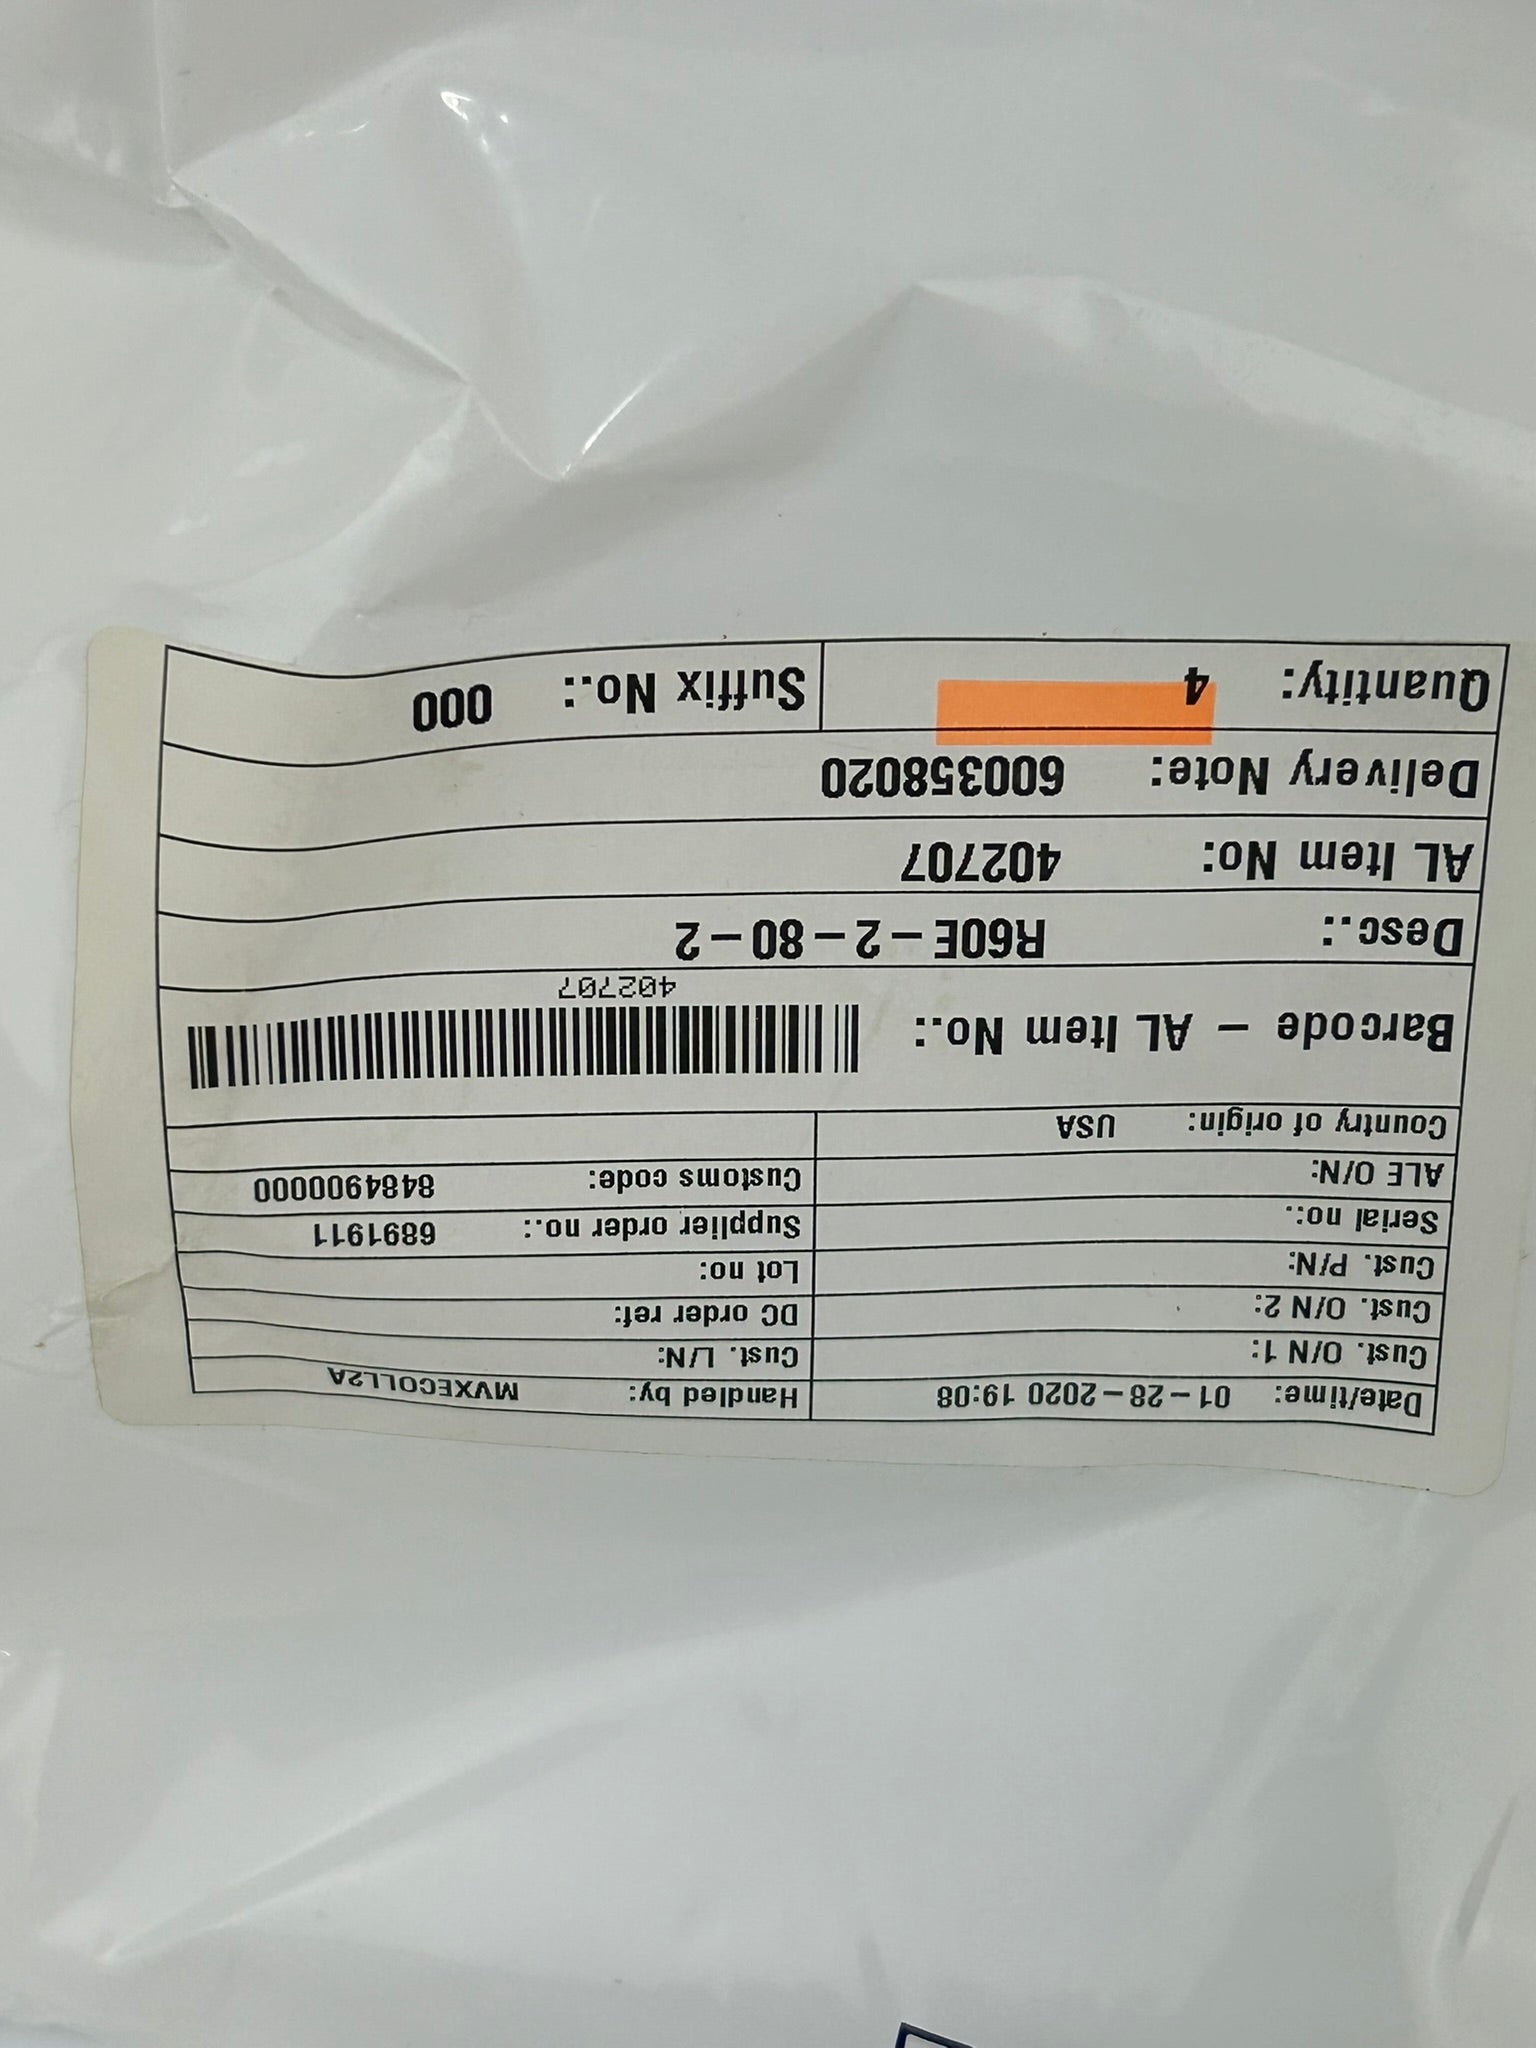 Date/time: 01-28-2020 19:08 Handled by: MVXECOLL2A
Cust. O/N 1: Cust. L/N:
Cust. O/N 2: DC order ref:
Cust. P/N: Lot no:
Serial no.: Supplier order no.: 6891911
ALE O/N: Customs code: 8484900000
Country of origin: USA
Barcode - AL Item No.:
402707
Desc.: R60E-2-80-2
AL Item No: 402707
Delivery Note: 600358020
Quantity: 4 Suffix No.: 000